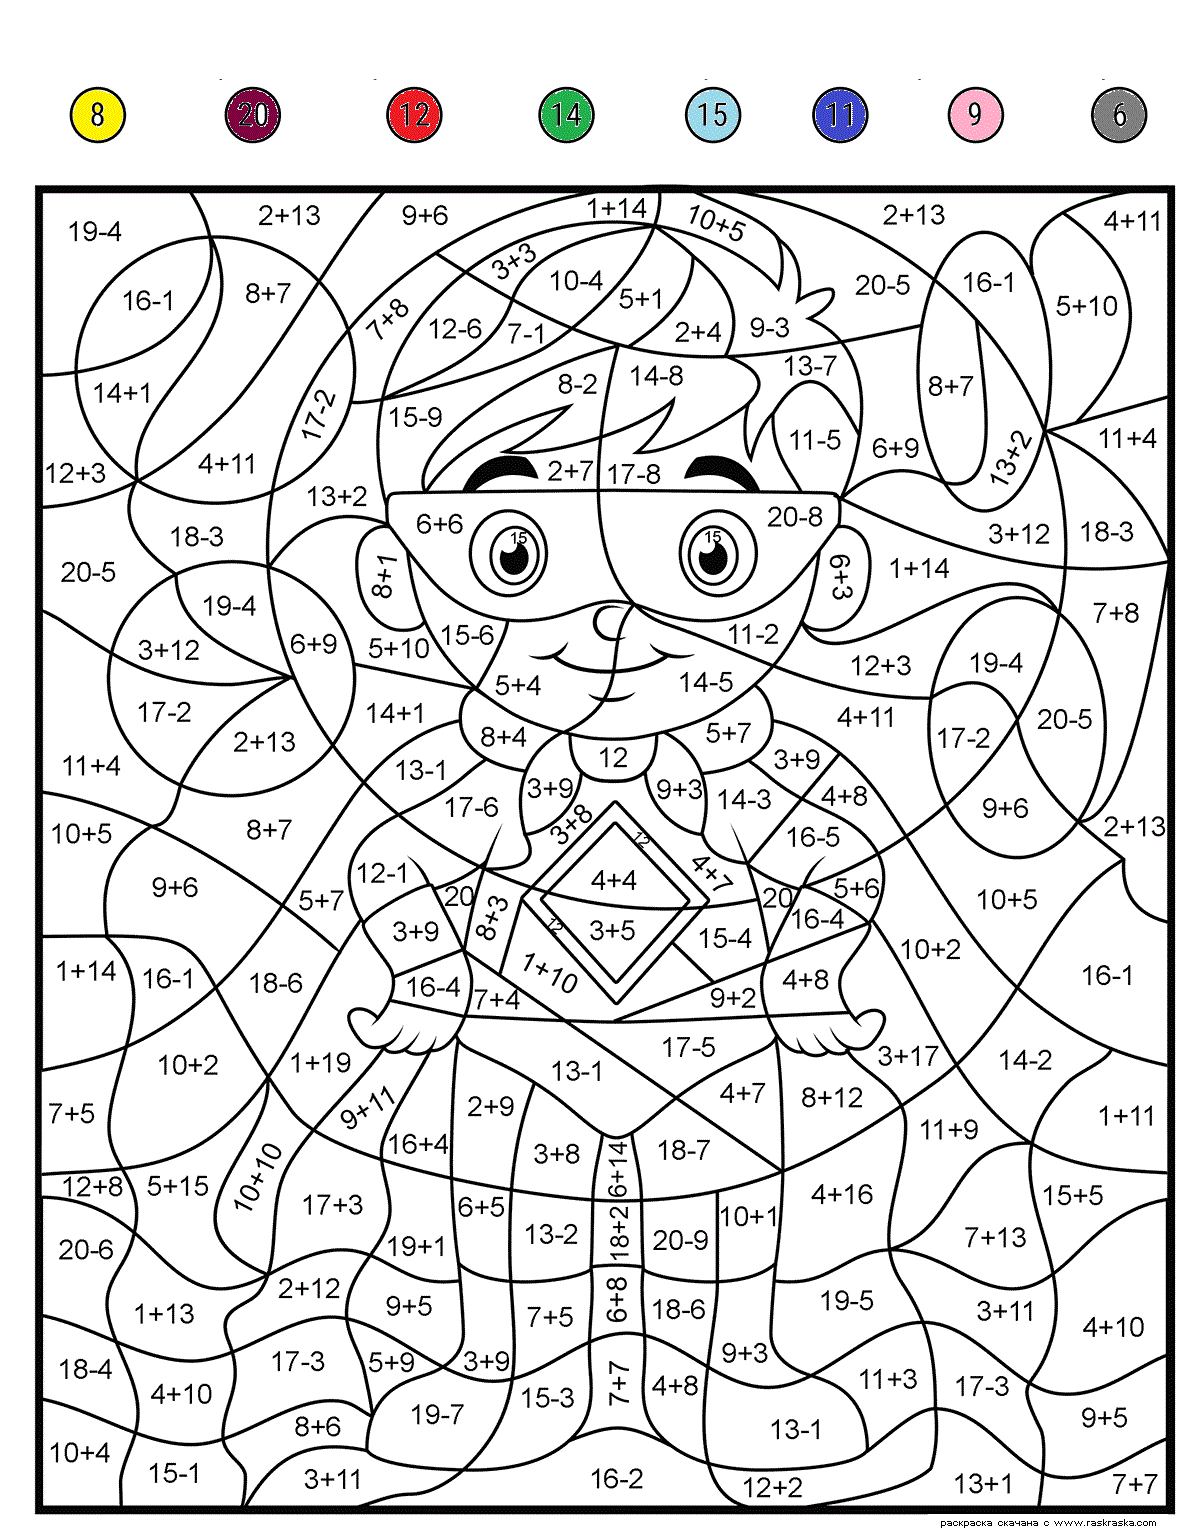 8 20 12 14 15 11 9 6
19-4 2+13 9+6 1+14 10+5 2+13 4+11
16-1 8+7 3+3 10-4 5+1 20-5 16-1 5+10
7+8 12-6 7-1 2+4 9-3
14+1 17-2 15-9 8-2 14-8 13-7 8+7
12+3 4+11 2+7 17-8 11-5 6+9 13+2 11+4
13+2 6+6 15 15 20-8 3+12 18-3
18-3
20-5 19-4 8+1 6+3 1+14 7+8
3+12 6+9 5+10 15-6 11-2 12+3 19-4
17-2 14+1 5+4 14-5 4+11 20-5
2+13 8+4 12 5+7 17-2
11+4 13-1 3+9 9+3 3+9
17-6 14-3 4+8 9+6
10+5 8+7 3+8 12 16-5 2+13
9+6 5+7 12-1 20 4+4 4+7 20 5+6 10+5
3+9 8+3 12 3+5 15-4 16-4 10+2
1+14 16-1 18-6 16-4 7+4 1+10 9+2 4+8 16-1
10+2 1+19 13-1 17-5 3+17 14-2
7+5 9+11 2+9 4+7 8+12 1+11
16+4 3+8 18-7 11+9
12+8 5+15 10+10 17+3 6+5 6+14 4+16 15+5
20-6 19+1 13-2 18+2 20-9 10+1 7+13
1+13 2+12 9+5 7+5 6+8 18-6 19-5 3+11 4+10
18-4 17-3 5+9 3+9 9+3
4+10 15-3 7+7 4+8 11+3 17-3
10+4 8+6 19-7 13-1 9+5
15-1 3+11 16-2 12+2 13+1 7+7
раскраска скачана с www.raskraska.com